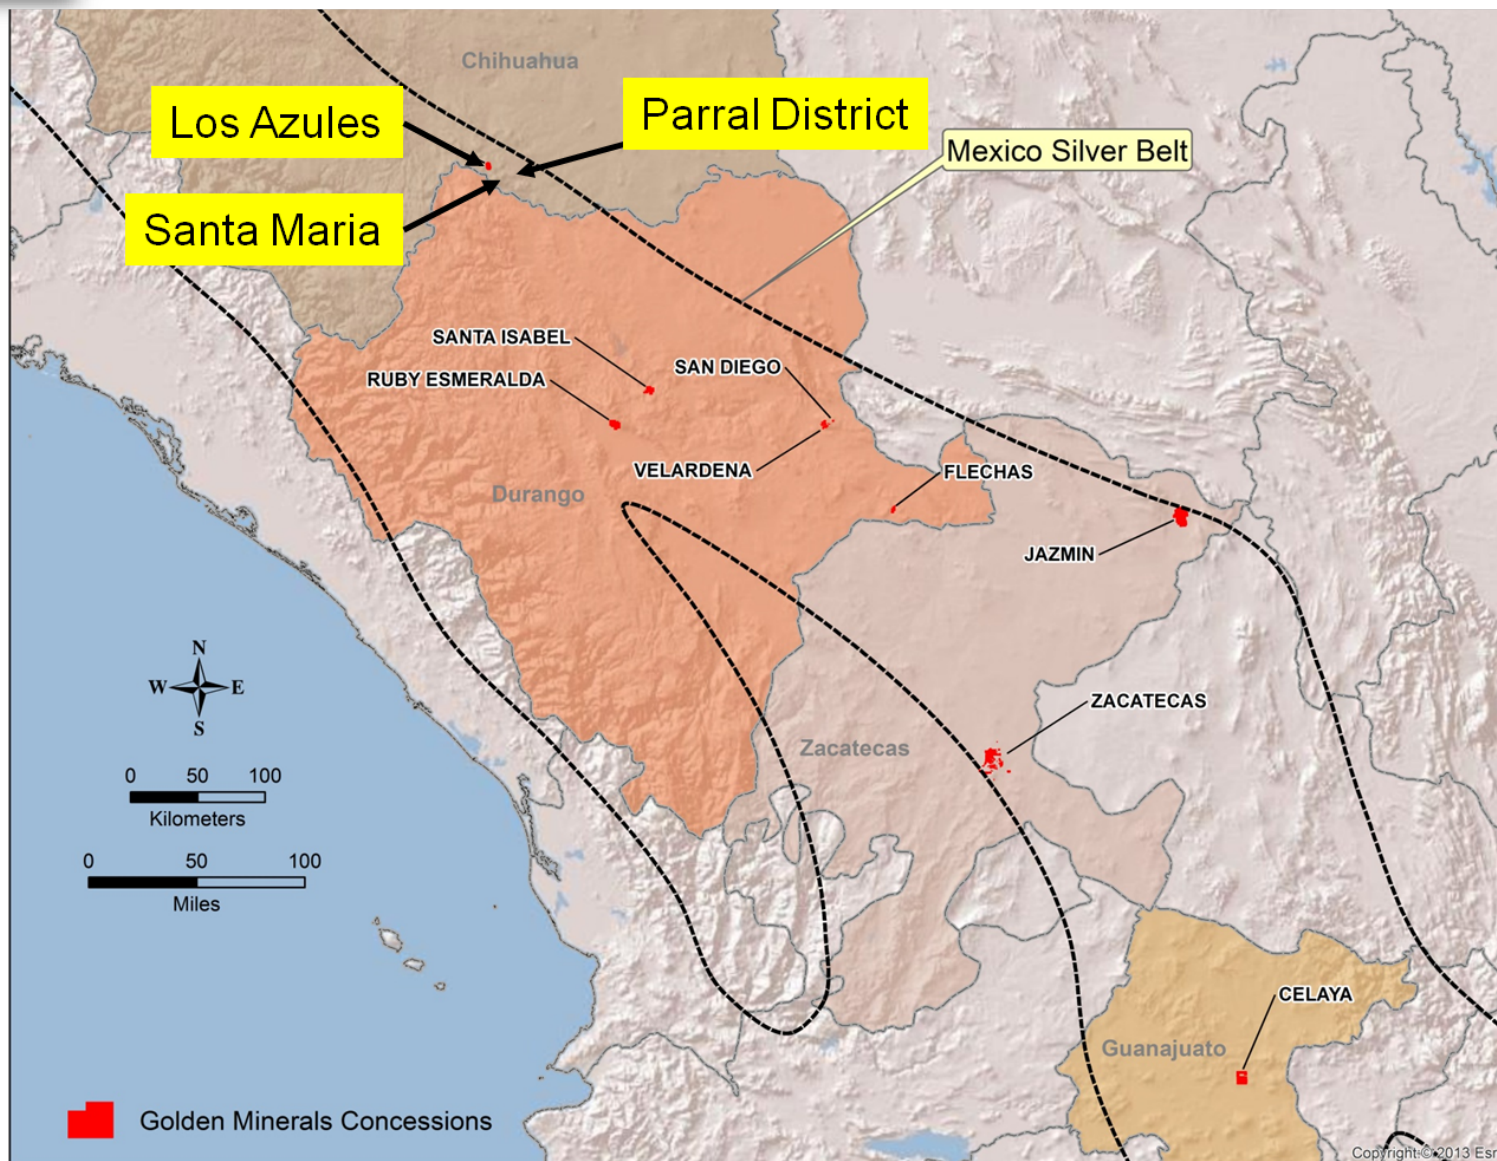 Chihuahua
Los Azules
Parral District
Mexico Silver Belt
Santa Maria
SANTA ISABEL
SAN DIEGO
RUBY ESMERALDA
VELARDENA
FLECHAS
Durango
JAZMIN
N
W E
S
ZACATECAS
Zacatecas
0 50 100
Kilometers
0 50 100
Miles
CELAYA
Guanajuato
Golden Minerals Concessions
Copyright:© 2013 Esr